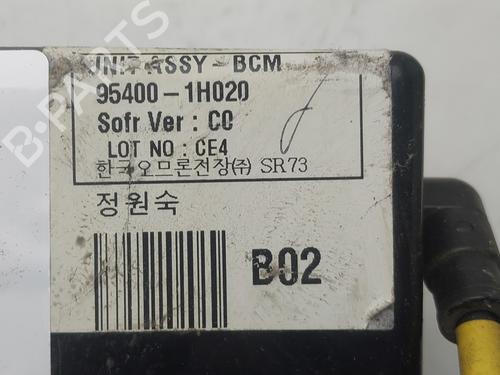 UNIT ASSY - BCM
95400 - 1H020
Sofr Ver : C0
LOT NO : CE4
한국오므론전장㈜ SR73
정원숙
B02
B-PARTS